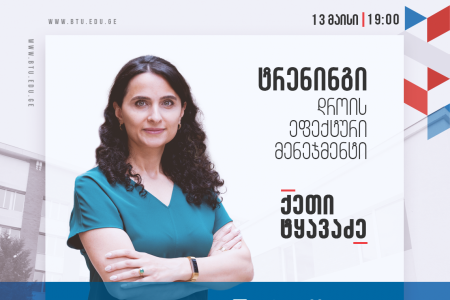 WWW.BTU.EDU.GE
13 მაისი | 19:00
WWW.BTU.EDU.GE
ტრენინგი
დროის
ეფექტური
მენეჯმენტი
ქეთი
ტყავაძე